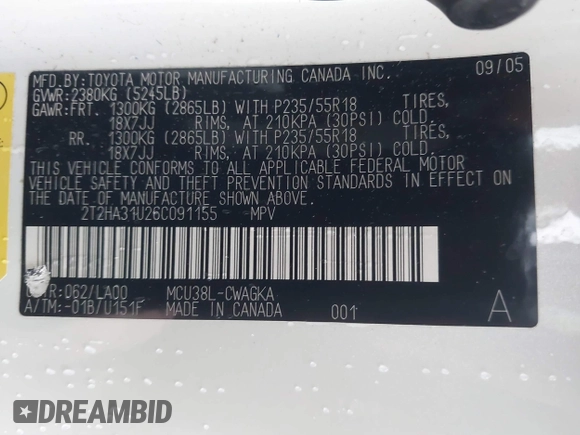 MFD.BY:TOYOTA MOTOR MANUFACTURING CANADA INC. 09/05
GVWR:2380KG (5245LB)
GAWR:FRT. 1300KG (2865LB) WITH P235/55R18 TIRES,
18X7JJ RIMS, AT 210KPA (30PSI) COLD.
RR. 1300KG (2865LB) WITH P235/55R18 TIRES,
18X7JJ RIMS, AT 210KPA (30PSI) COLD.
THIS VEHICLE CONFORMS TO ALL APPLICABLE FEDERAL MOTOR
VEHICLE SAFETY AND THEFT PREVENTION STANDARDS IN EFFECT ON
THE DATE OF MANUFACTURE SHOWN ABOVE.
2T2HA31U26C091155 MPV
/TR:062/LA00 MCU38L-CWAGKA
A/TM:-01B/U151F MADE IN CANADA 001 A
DREAMBID